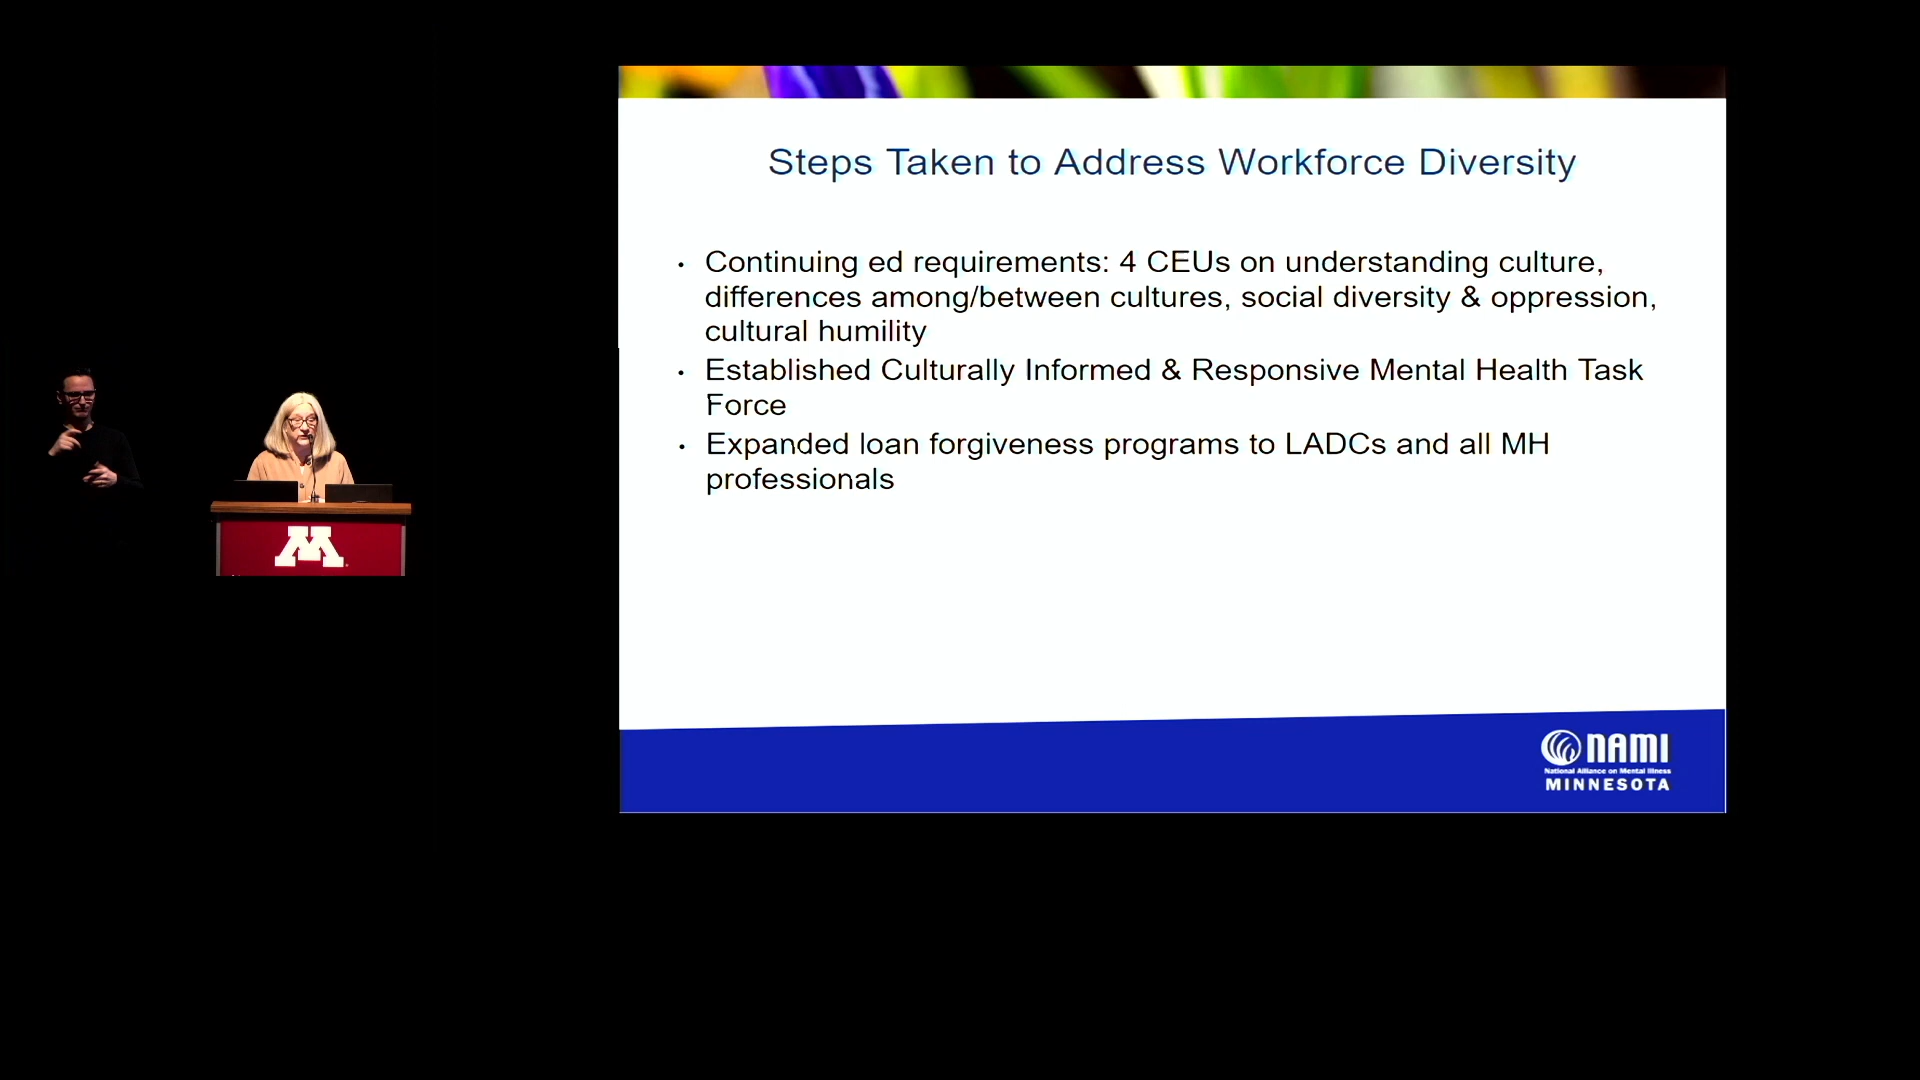 Steps Taken to Address Workforce Diversity
• Continuing ed requirements: 4 CEUs on understanding culture,
differences among/between cultures, social diversity & oppression,
cultural humility
• Established Culturally Informed & Responsive Mental Health Task
Force
• Expanded loan forgiveness programs to LADCs and all MH
professionals
NAMI
National Alliance on Mental Illness
MINNESOTA
M